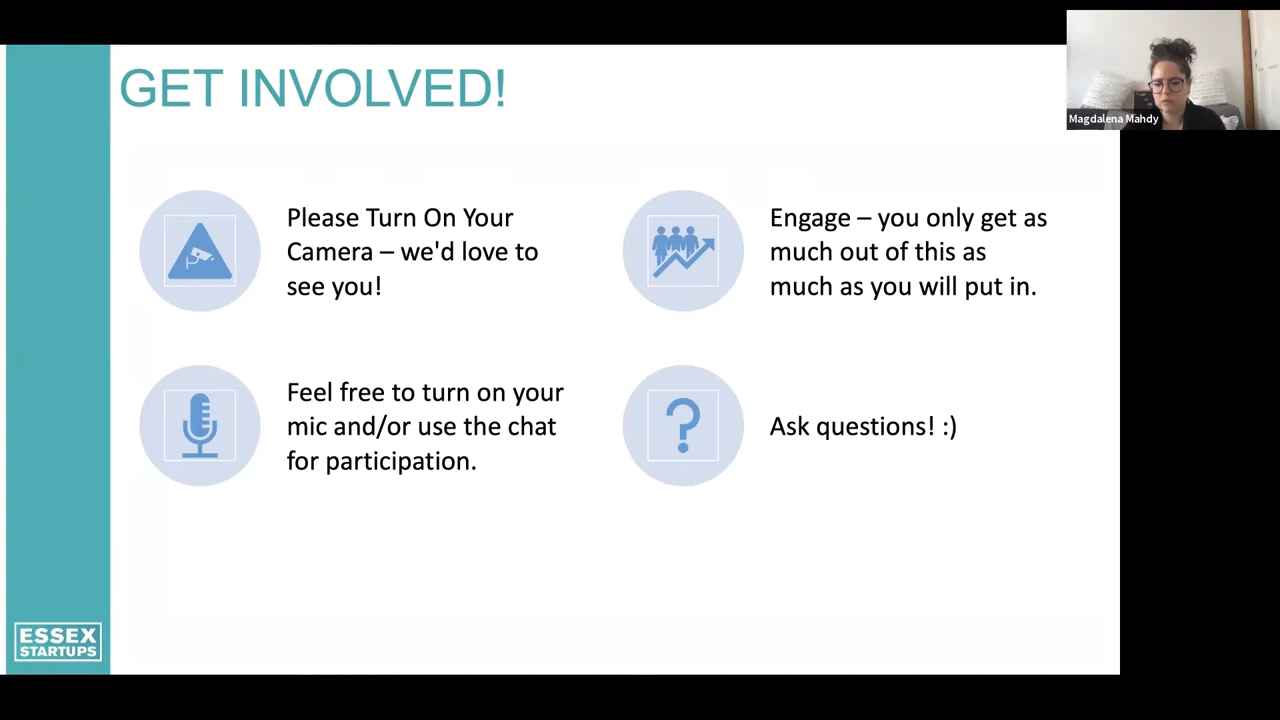 GET INVOLVED!
Magdalena Mahdy
Please Turn On Your
Camera – we'd love to
see you!
Engage – you only get as
much out of this as
much as you will put in.
Feel free to turn on your
mic and/or use the chat
for participation.
Ask questions! :)
ESSEX
STARTUPS